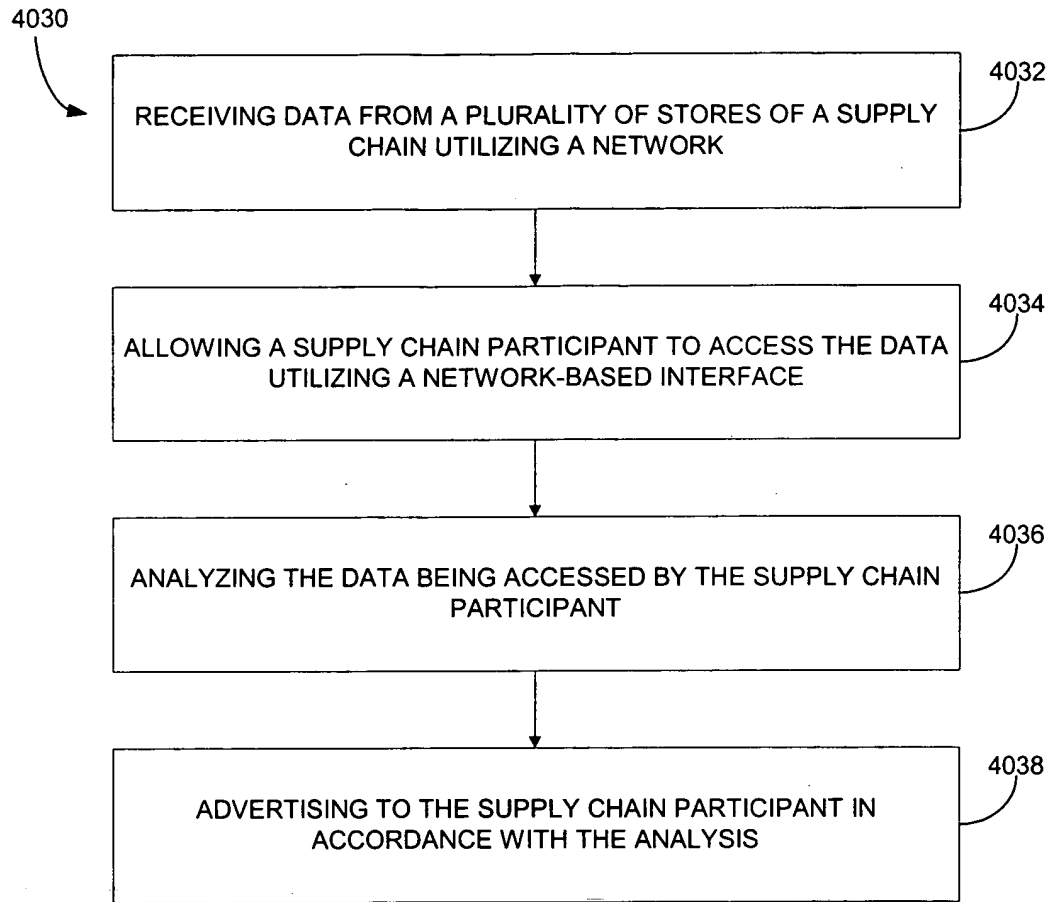 4030
4032
RECEIVING DATA FROM A PLURALITY OF STORES OF A SUPPLY
CHAIN UTILIZING A NETWORK
4034
ALLOWING A SUPPLY CHAIN PARTICIPANT TO ACCESS THE DATA
UTILIZING A NETWORK-BASED INTERFACE
4036
ANALYZING THE DATA BEING ACCESSED BY THE SUPPLY CHAIN
PARTICIPANT
4038
ADVERTISING TO THE SUPPLY CHAIN PARTICIPANT IN
ACCORDANCE WITH THE ANALYSIS